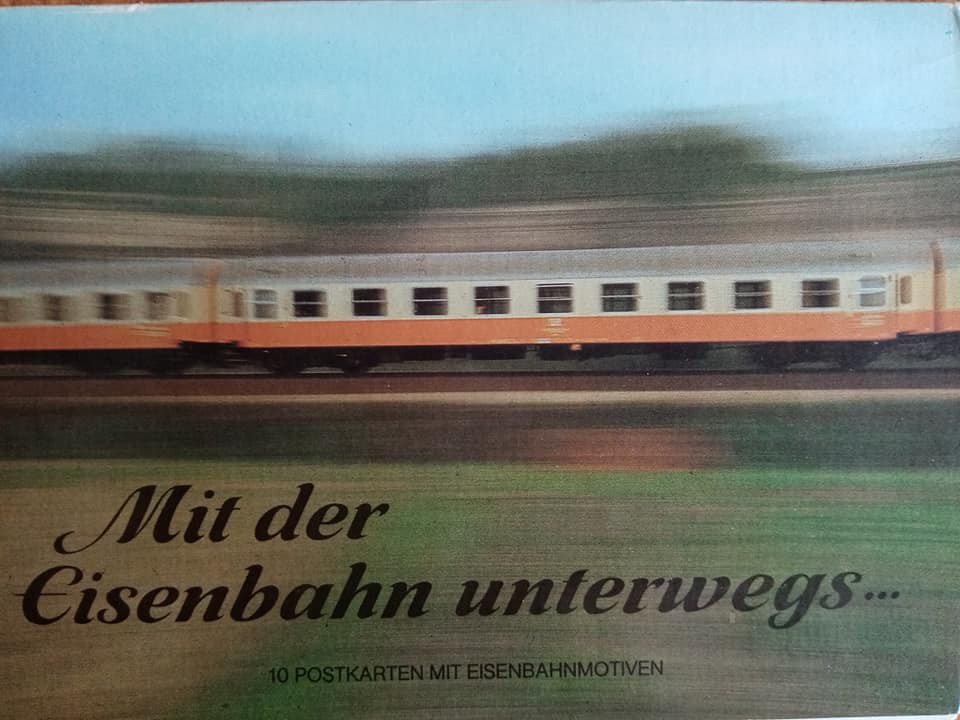 Mit der
Eisenbahn unterwegs...
10 POSTKARTEN MIT EISENBAHNMOTIVEN